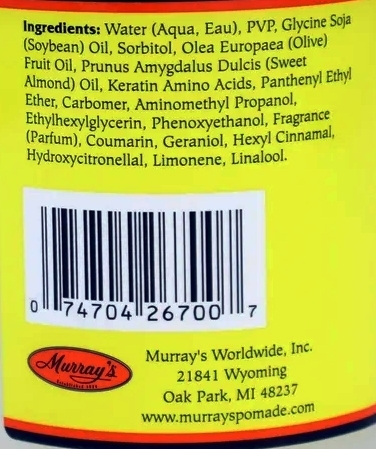 Ingredients: Water (Aqua, Eau), PVP, Glycine Soja
(Soybean) Oil, Sorbitol, Olea Europaea (Olive)
Fruit Oil, Prunus Amygdalus Dulcis (Sweet
Almond) Oil, Keratin Amino Acids, Panthenyl Ethyl
Ether, Carbomer, Aminomethyl Propanol,
Ethylhexylglycerin, Phenoxyethanol, Fragrance
(Parfum), Coumarin, Geraniol, Hexyl Cinnamal,
Hydroxycitronellal, Limonene, Linalool.
0 74704 26700 7
Murray's
Murray's Worldwide, Inc.
21841 Wyoming
Oak Park, MI 48237
www.murrayspomade.com